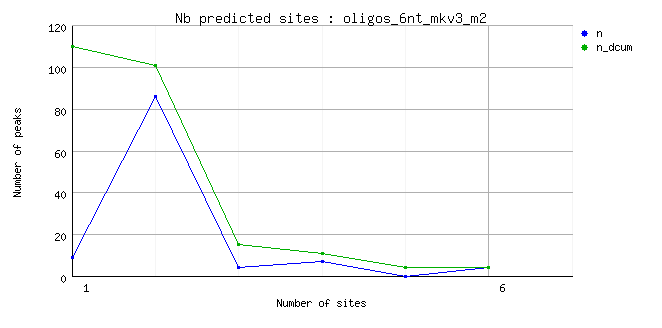 Nb predicted sites : oligos_6nt_mkv3_m2
n
n_dcum
120
100
80
60
40
20
0
Number of peaks
1
6
Number of sites